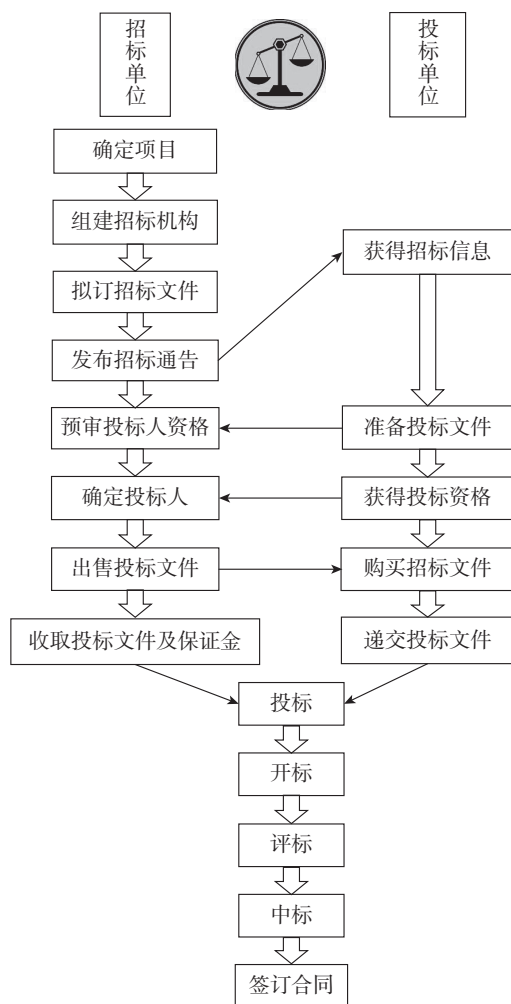 招标单位
投标单位
确定项目
组建招标机构
获得招标信息
拟订招标文件
发布招标通告
预审投标人资格
准备投标文件
确定投标人
获得投标资格
出售投标文件
购买招标文件
收取投标文件及保证金
递交投标文件
投标
开标
评标
中标
签订合同